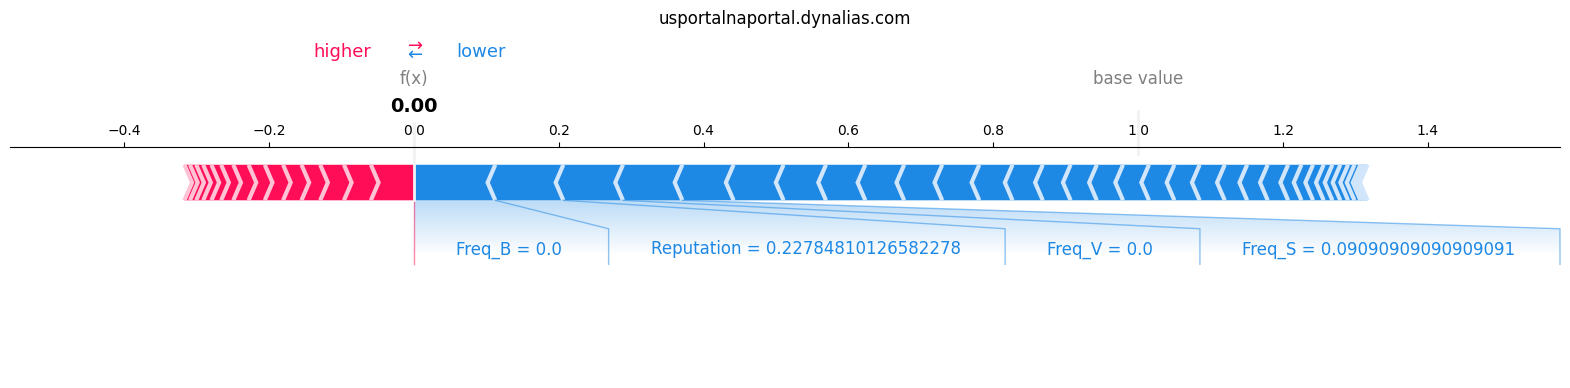 usportalnaportal.dynalias.com
higher ⇄ lower
f(x) base value
0.00
−0.4 −0.2 0.0 0.2 0.4 0.6 0.8 1.0 1.2 1.4
Freq_B = 0.0 Reputation = 0.22784810126582278 Freq_V = 0.0 Freq_S = 0.09090909090909091